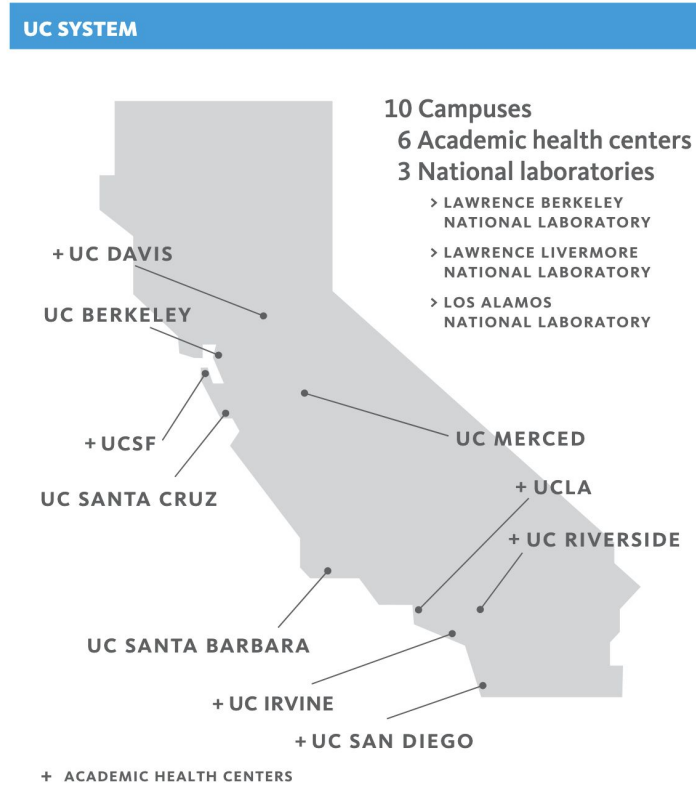 UC SYSTEM
10 Campuses
6 Academic health centers
3 National laboratories
> LAWRENCE BERKELEY
NATIONAL LABORATORY
> LAWRENCE LIVERMORE
NATIONAL LABORATORY
> LOS ALAMOS
NATIONAL LABORATORY
+ UC DAVIS
UC BERKELEY
+ UCSF
UC MERCED
UC SANTA CRUZ
+ UCLA
+ UC RIVERSIDE
UC SANTA BARBARA
+ UC IRVINE
+ UC SAN DIEGO
+ ACADEMIC HEALTH CENTERS